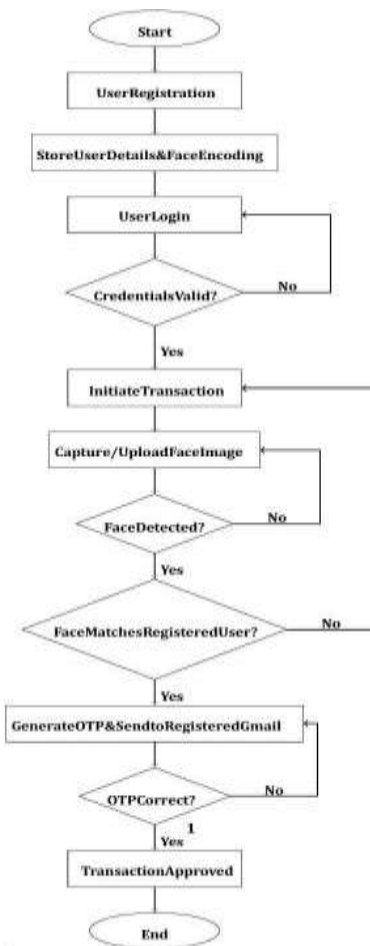 Start
UserRegistration
StoreUserDetails&FaceEncoding
UserLogin
CredentialsValid?
No
Yes
InitiateTransaction
Capture/UploadFaceImage
FaceDetected?
No
Yes
FaceMatchesRegisteredUser?
No
Yes
GenerateOTP&SendtoRegisteredGmail
OTPCorrect?
No
1
Yes
TransactionApproved
End